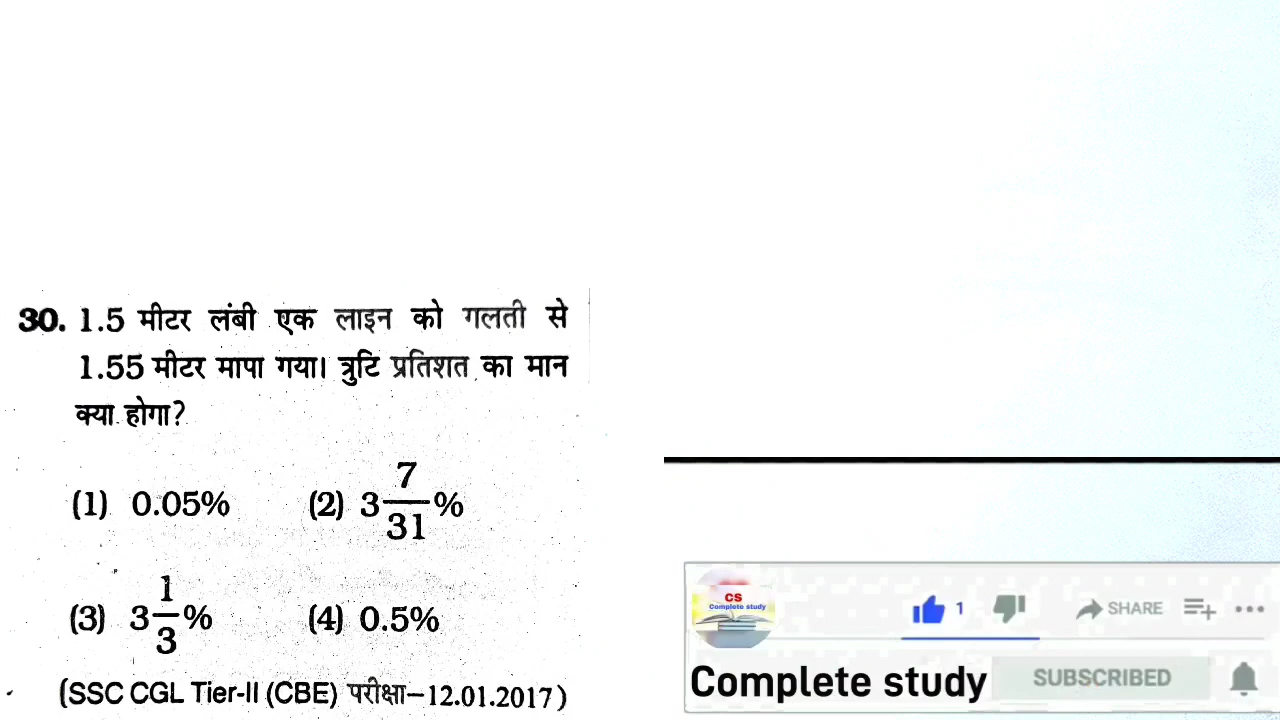 30. 1.5 मीटर लंबी एक लाइन को गलती से
1.55 मीटर मापा गया। त्रुटि प्रतिशत का मान
क्या होगा?
(1) 0.05% (2) 3 7/31 %
(3) 3 1/3 % (4) 0.5%
(SSC CGL Tier-II (CBE) परीक्षा–12.01.2017)
CS
Complete study
1
SHARE
Complete study
SUBSCRIBED